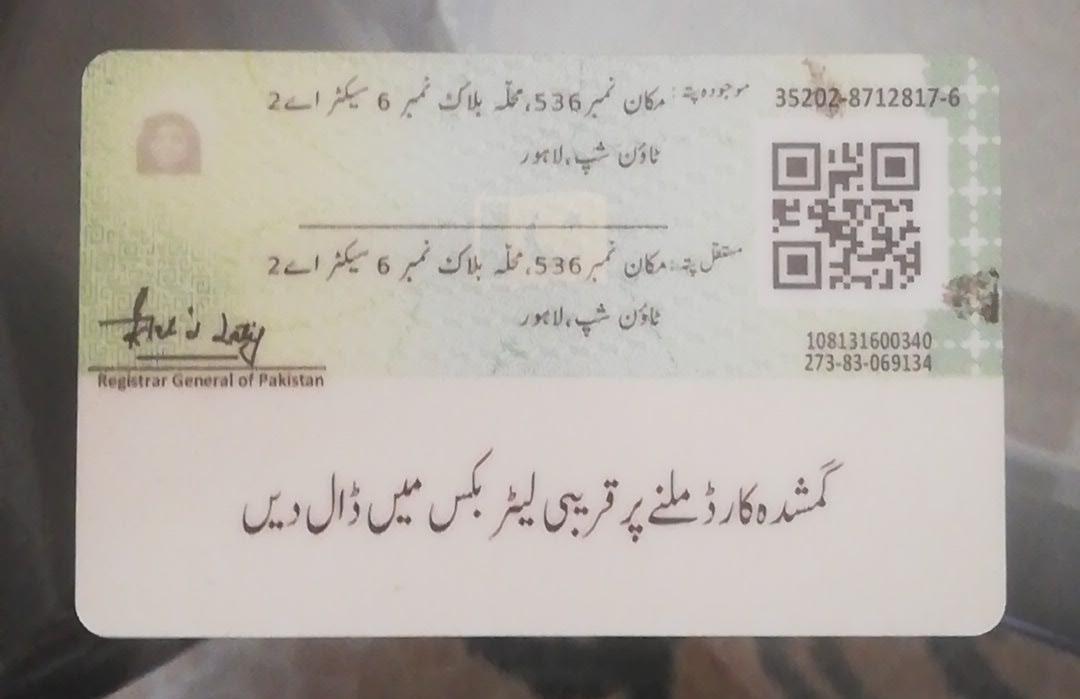 35202-8712817-6
موجودہ پتہ: مکان نمبر 536، محلّہ بلاک نمبر 6 سیکٹر اے 2
ٹاؤن شپ، لاہور
مستقل پتہ: مکان نمبر 536، محلّہ بلاک نمبر 6 سیکٹر اے 2
ٹاؤن شپ، لاہور
108131600340
273-83-069134
Registrar General of Pakistan
گمشدہ کارڈ ملنے پر قریبی لیٹر بکس میں ڈال دیں